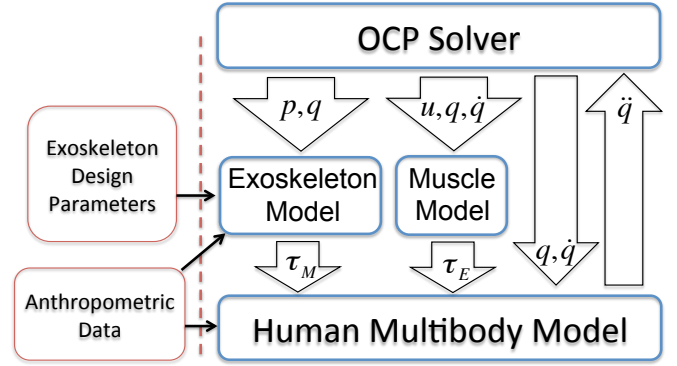 OCP Solver
p,q
u,q,q̇
q̈
Exoskeleton
Design
Parameters
Exoskeleton
Model
Muscle
Model
q,q̇
τ_M
τ_E
Anthropometric
Data
Human Multibody Model